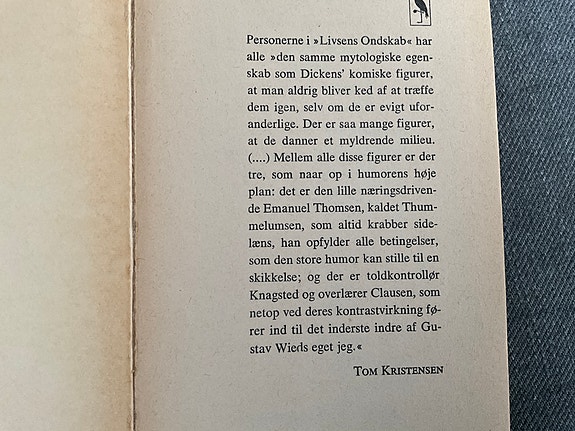 Personerne i »Livsens Ondskab« har
alle »den samme mytologiske egen-
skab som Dickens' komiske figurer,
at man aldrig bliver ked af at træffe
dem igen, selv om de er evigt ufor-
anderlige. Der er saa mange figurer,
at de danner et myldrende milieu.
(....) Mellem alle disse figurer er der
tre, som naar op i humorens høje
plan: det er den lille næringsdriven-
de Emanuel Thomsen, kaldet Thum-
melumsen, som altid krabber side-
læns, han opfylder alle betingelser,
som den store humor kan stille til en
skikkelse; og der er toldkontrollør
Knagsted og overlærer Clausen, som
netop ved deres kontrastvirkning fø-
rer ind til det inderste indre af Gu-
stav Wieds eget jeg.«
TOM KRISTENSEN